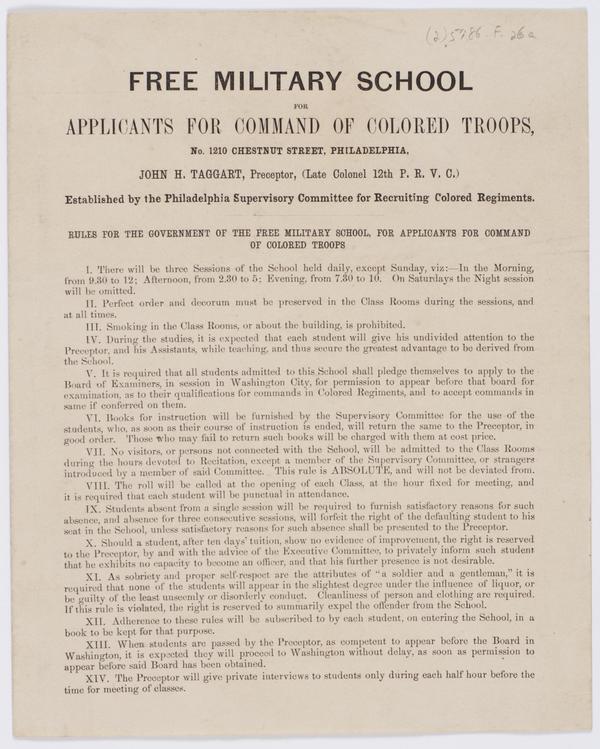 (2)5786.F.26a
FREE MILITARY SCHOOL
FOR
APPLICANTS FOR COMMAND OF COLORED TROOPS,
No. 1210 CHESTNUT STREET, PHILADELPHIA,
JOHN H. TAGGART, Preceptor, (Late Colonel 12th P. R. V. C.)
Established by the Philadelphia Supervisory Committee for Recruiting Colored Regiments.
RULES FOR THE GOVERNMENT OF THE FREE MILITARY SCHOOL, FOR APPLICANTS FOR COMMAND
OF COLORED TROOPS
I. There will be three Sessions of the School held daily, except Sunday, viz:—In the Morning,
from 9.30 to 12; Afternoon, from 2.30 to 5; Evening, from 7.30 to 10. On Saturdays the Night session
will be omitted.
II. Perfect order and decorum must be preserved in the Class Rooms during the sessions, and
at all times.
III. Smoking in the Class Rooms, or about the building, is prohibited.
IV. During the studies, it is expected that each student will give his undivided attention to the
Preceptor, and his Assistants, while teaching, and thus secure the greatest advantage to be derived from
the School.
V. It is required that all students admitted to this School shall pledge themselves to apply to the
Board of Examiners, in session in Washington City, for permission to appear before that board for
examination, as to their qualifications for commands in Colored Regiments, and to accept commands in
same if conferred on them.
VI. Books for instruction will be furnished by the Supervisory Committee for the use of the
students, who, as soon as their course of instruction is ended, will return the same to the Preceptor, in
good order. Those who may fail to return such books will be charged with them at cost price.
VII. No visitors, or persons not connected with the School, will be admitted to the Class Rooms
during the hours devoted to Recitation, except a member of the Supervisory Committee, or strangers
introduced by a member of said Committee. This rule is ABSOLUTE, and will not be deviated from.
VIII. The roll will be called at the opening of each Class, at the hour fixed for meeting, and
it is required that each student will be punctual in attendance.
IX. Students absent from a single session will be required to furnish satisfactory reasons for such
absence, and absence for three consecutive sessions, will forfeit the right of the defaulting student to his
seat in the School, unless satisfactory reasons for such absence shall be presented to the Preceptor.
X. Should a student, after ten days' tuition, show no evidence of improvement, the right is reserved
to the Preceptor, by and with the advice of the Executive Committee, to privately inform such student
that he exhibits no capacity to become an officer, and that his further presence is not desirable.
XI. As sobriety and proper self-respect are the attributes of "a soldier and a gentleman," it is
required that none of the students will appear in the slightest degree under the influence of liquor, or
be guilty of the least unseemly or disorderly conduct. Cleanliness of person and clothing are required.
If this rule is violated, the right is reserved to summarily expel the offender from the School.
XII. Adherence to these rules will be subscribed to by each student, on entering the School, in a
book to be kept for that purpose.
XIII. When students are passed by the Preceptor, as competent to appear before the Board in
Washington, it is expected they will proceed to Washington without delay, as soon as permission to
appear before said Board has been obtained.
XIV. The Preceptor will give private interviews to students only during each half hour before the
time for meeting of classes.